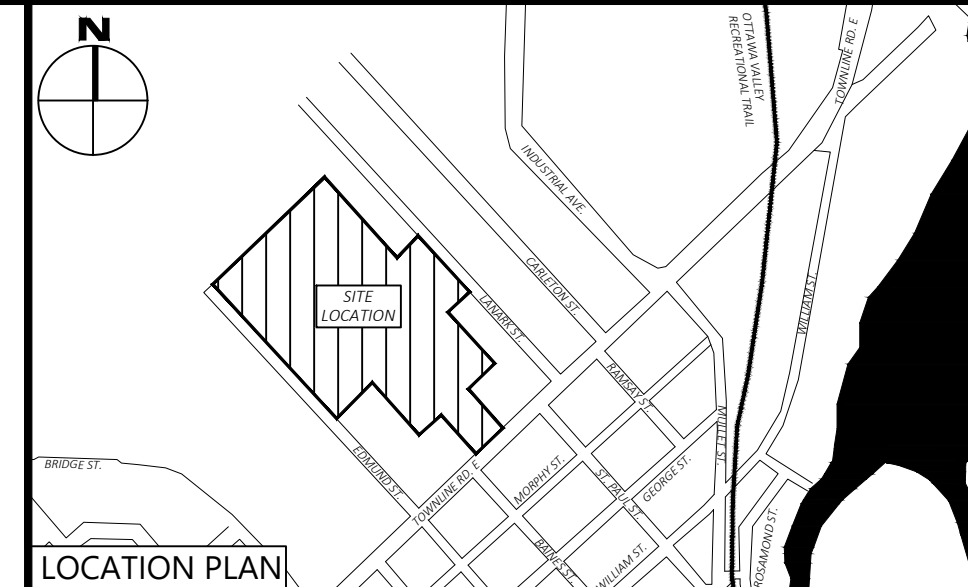 N
OTTAWA VALLEY
RECREATIONAL TRAIL
TOWNLINE RD. E
INDUSTRIAL AVE.
CARLETON ST.
LANARK ST.
SITE
LOCATION
WILLIAM ST.
RAMSAY ST.
MULLET ST.
BRIDGE ST.
EDMUND ST.
TOWNLINE RD. E
MORPHY ST.
ST. PAUL ST.
GEORGE ST.
BAINES ST.
WILLIAM ST.
ROSAMOND ST.
LOCATION PLAN